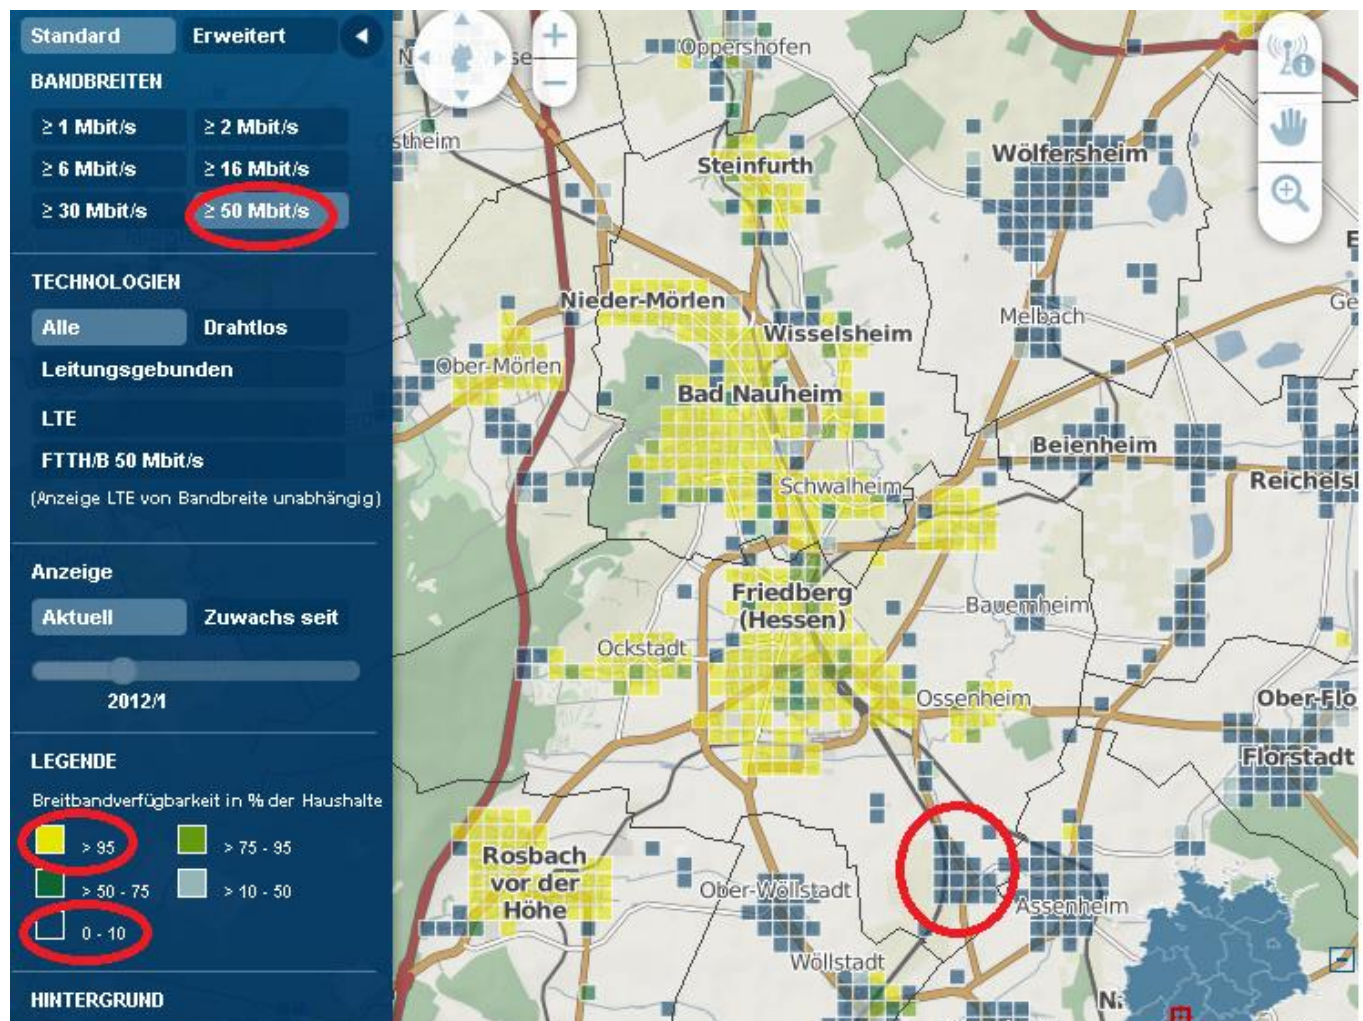 Standard
Erweitert
BANDBREITEN
≥ 1 Mbit/s
≥ 2 Mbit/s
≥ 6 Mbit/s
≥ 16 Mbit/s
≥ 30 Mbit/s
≥ 50 Mbit/s
TECHNOLOGIEN
Alle
Drahtlos
Leitungsgebunden
LTE
FTTH/B 50 Mbit/s
(Anzeige LTE von Bandbreite unabhängig)
Anzeige
Aktuell
Zuwachs seit
2012/1
LEGENDE
Breitbandverfügbarkeit in % der Haushalte
> 95
> 75 - 95
> 50 - 75
> 10 - 50
0 - 10
HINTERGRUND
Oppershofen
stheim
Steinfurth
Wölfersheim
Nieder-Mörlen
Wisselsheim
Melbach
Ge
Ober-Mörlen
Bad Nauheim
Beienheim
Reichels
Schwalheim
Friedberg
(Hessen)
Bauernheim
Ockstadt
Ossenheim
Ober-Flo
Florstadt
Rosbach
vor der
Höhe
Ober-Wöllstadt
Assenheim
Wöllstadt